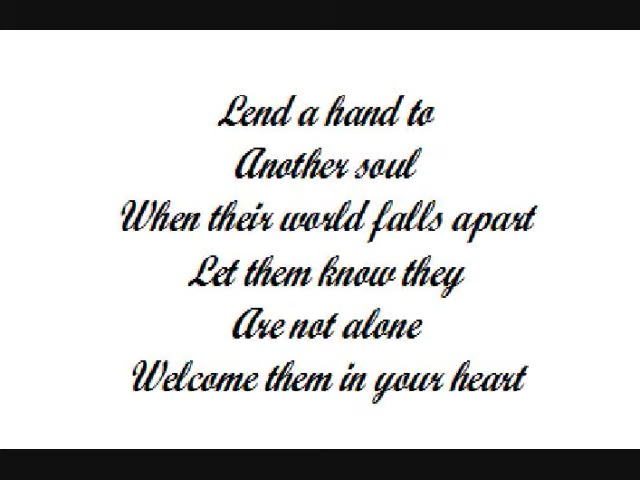 Lend a hand to
Another soul
When their world falls apart
Let them know they
Are not alone
Welcome them in your heart